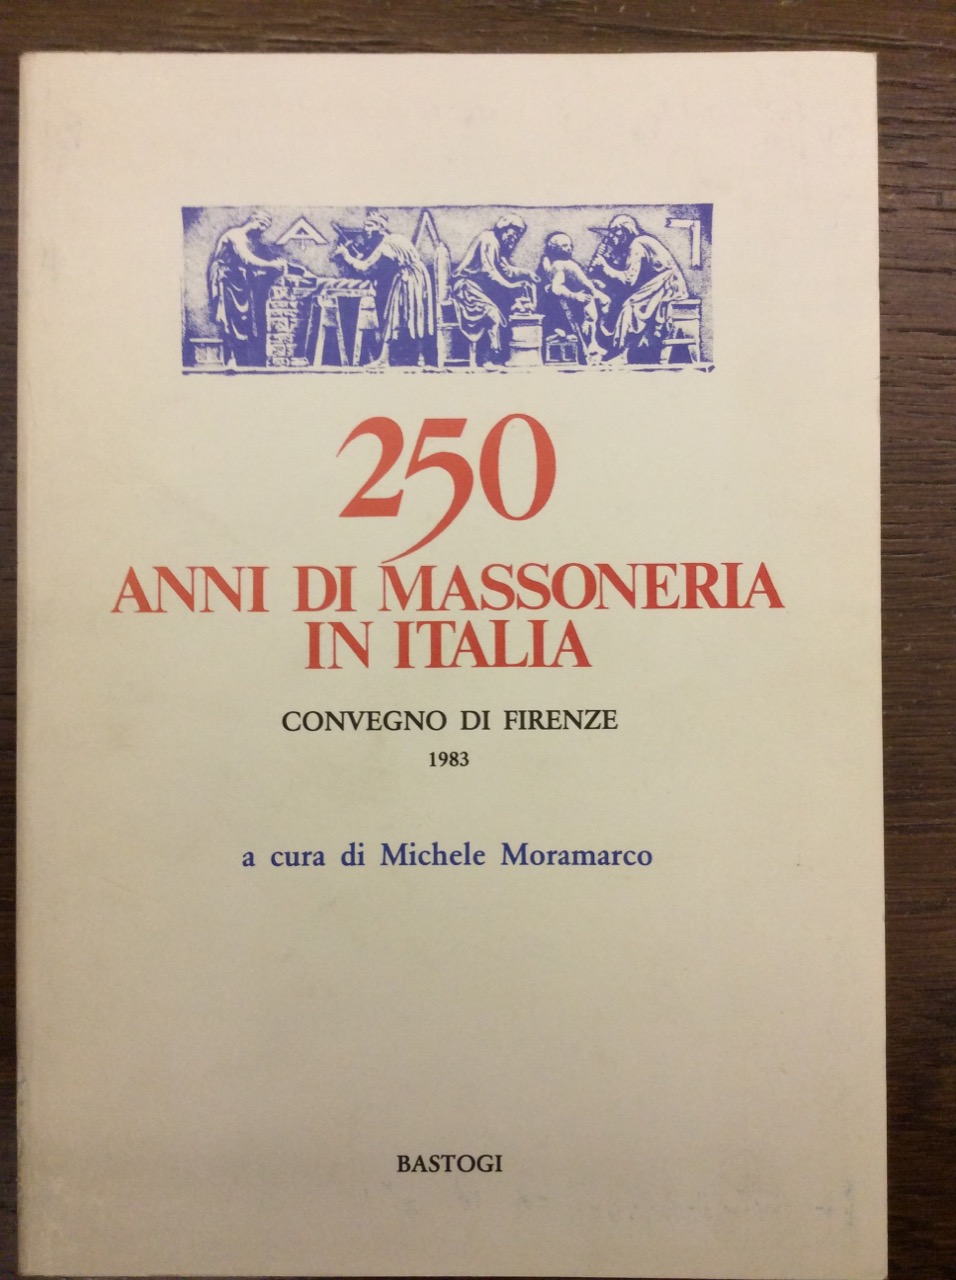 250
ANNI DI MASSONERIA
IN ITALIA
CONVEGNO DI FIRENZE
1983
a cura di Michele Moramarco
BASTOGI